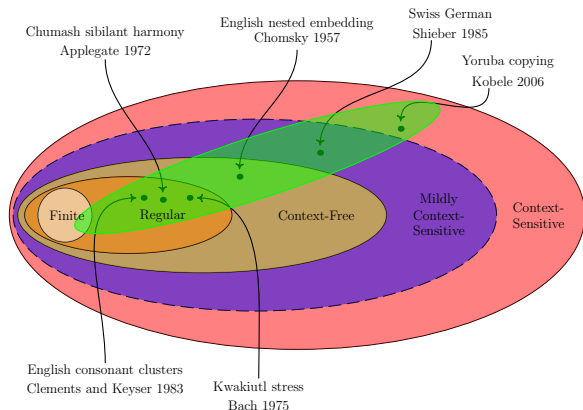 Swiss German
Shieber 1985
English nested embedding
Chomsky 1957
Chumash sibilant harmony
Applegate 1972
Yoruba copying
Kobele 2006
Finite
Regular
Context-Free
Mildly
Context-
Sensitive
Context-
Sensitive
English consonant clusters
Clements and Keyser 1983
Kwakiutl stress
Bach 1975